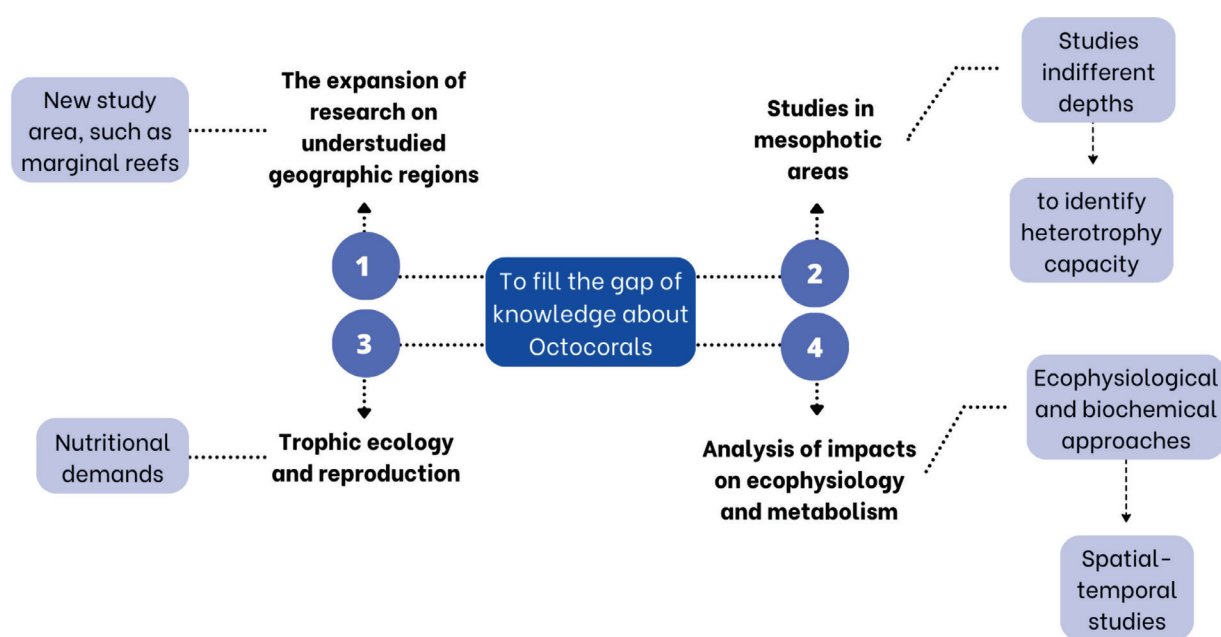 The expansion of
research on
understudied
geographic regions
New study
area, such as
marginal reefs
Studies in
mesophotic
areas
Studies
indifferent
depths
to identify
heterotrophy
capacity
1
2
To fill the gap of
knowledge about
Octocorals
3
4
Trophic ecology
and reproduction
Nutritional
demands
Analysis of impacts
on ecophysiology
and metabolism
Ecophysiological
and biochemical
approaches
Spatial-
temporal
studies